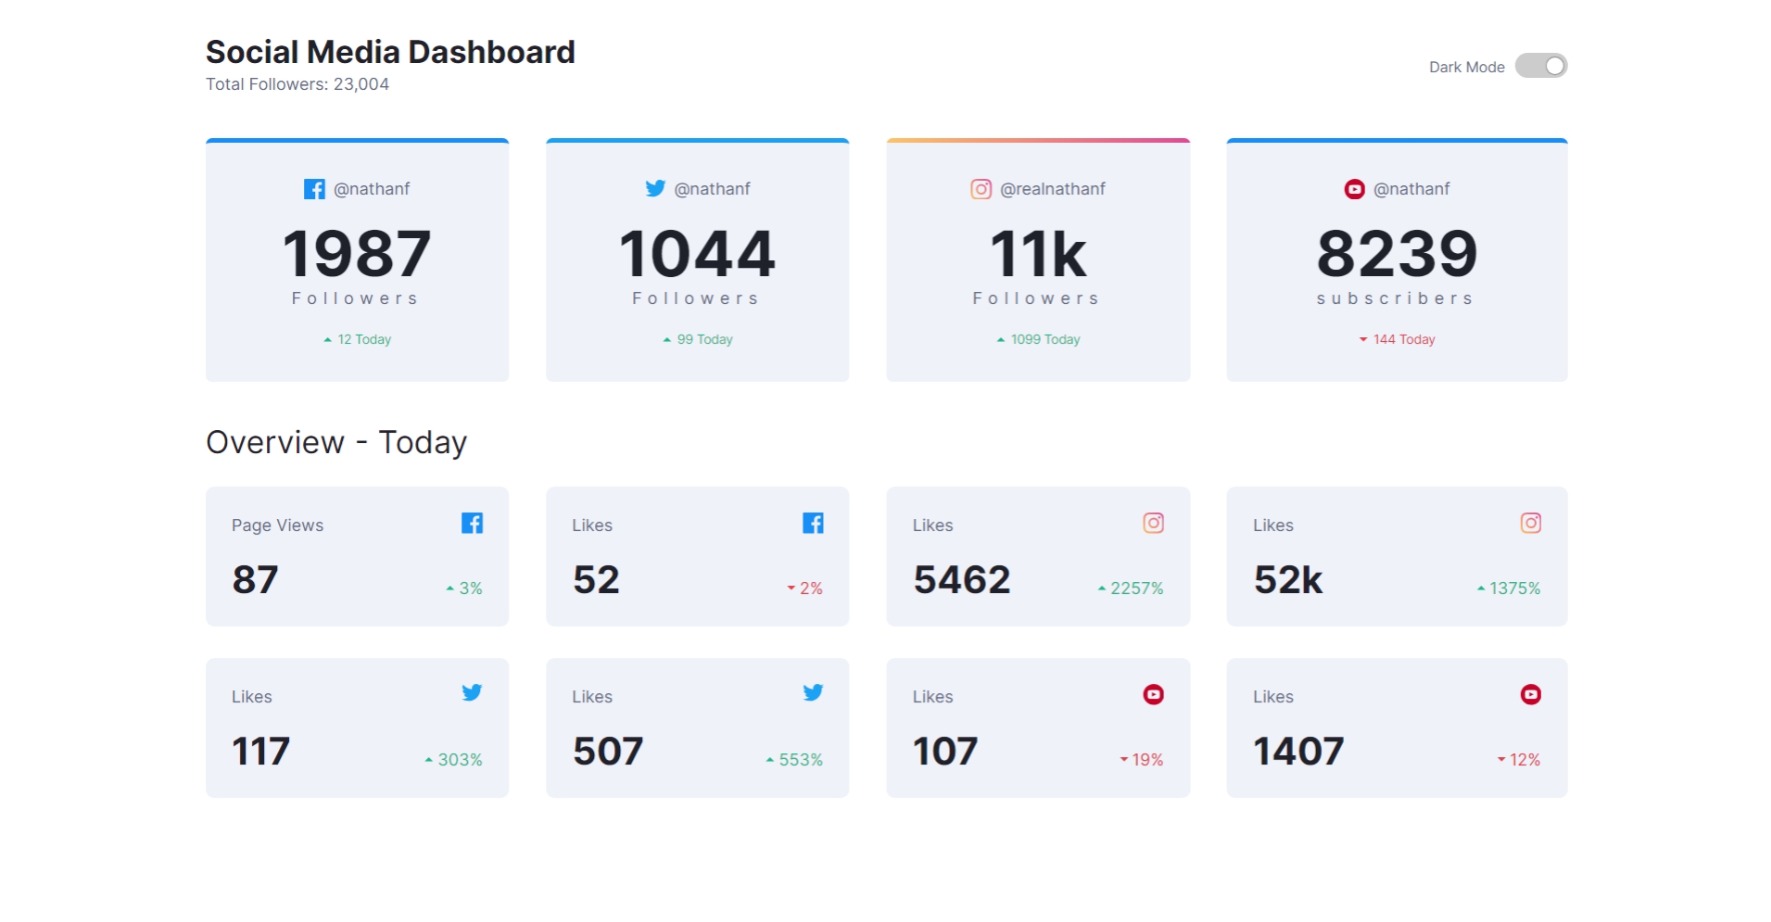 Social Media Dashboard
Total Followers: 23,004
Dark Mode
@nathanf
1987
Followers
12 Today
@nathanf
1044
Followers
99 Today
@realnathanf
11k
Followers
1099 Today
@nathanf
8239
subscribers
144 Today
Overview - Today
Page Views
87
3%
Likes
52
2%
Likes
5462
2257%
Likes
52k
1375%
Likes
117
303%
Likes
507
553%
Likes
107
19%
Likes
1407
12%